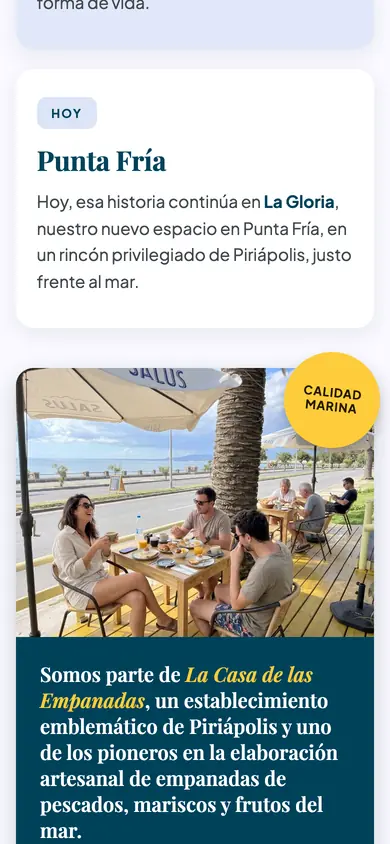 forma de vida.
HOY
Punta Fría
Hoy, esa historia continúa en La Gloria,
nuestro nuevo espacio en Punta Fría, en
un rincón privilegiado de Piriápolis, justo
frente al mar.
SALUS
SALUS
CALIDAD
MARINA
Somos parte de La Casa de las
Empanadas, un establecimiento
emblemático de Piriápolis y uno
de los pioneros en la elaboración
artesanal de empanadas de
pescados, mariscos y frutos del
mar.